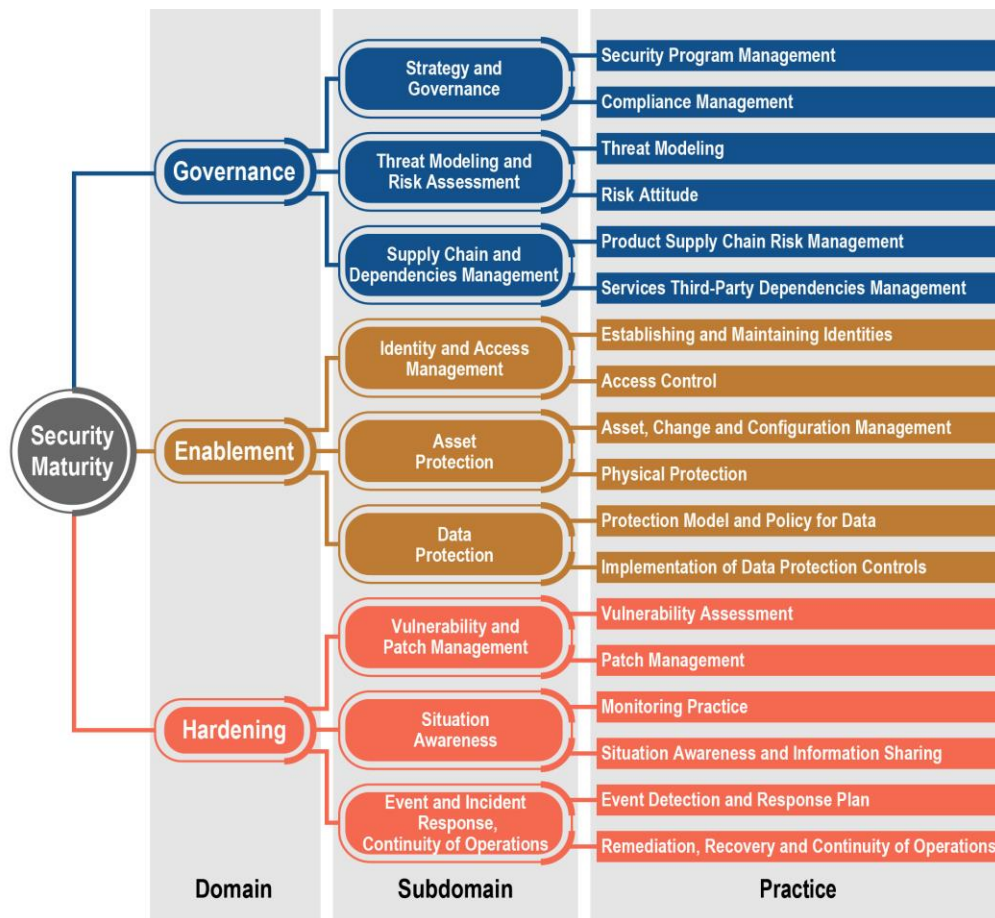 Security
Maturity
Governance
Strategy and
Governance
Security Program Management
Compliance Management
Threat Modeling and
Risk Assessment
Threat Modeling
Risk Attitude
Supply Chain and
Dependencies Management
Product Supply Chain Risk Management
Services Third-Party Dependencies Management
Enablement
Identity and Access
Management
Establishing and Maintaining Identities
Access Control
Asset
Protection
Asset, Change and Configuration Management
Physical Protection
Data
Protection
Protection Model and Policy for Data
Implementation of Data Protection Controls
Hardening
Vulnerability and
Patch Management
Vulnerability Assessment
Patch Management
Situation
Awareness
Monitoring Practice
Situation Awareness and Information Sharing
Event and Incident
Response,
Continuity of Operations
Event Detection and Response Plan
Remediation, Recovery and Continuity of Operations
Domain
Subdomain
Practice